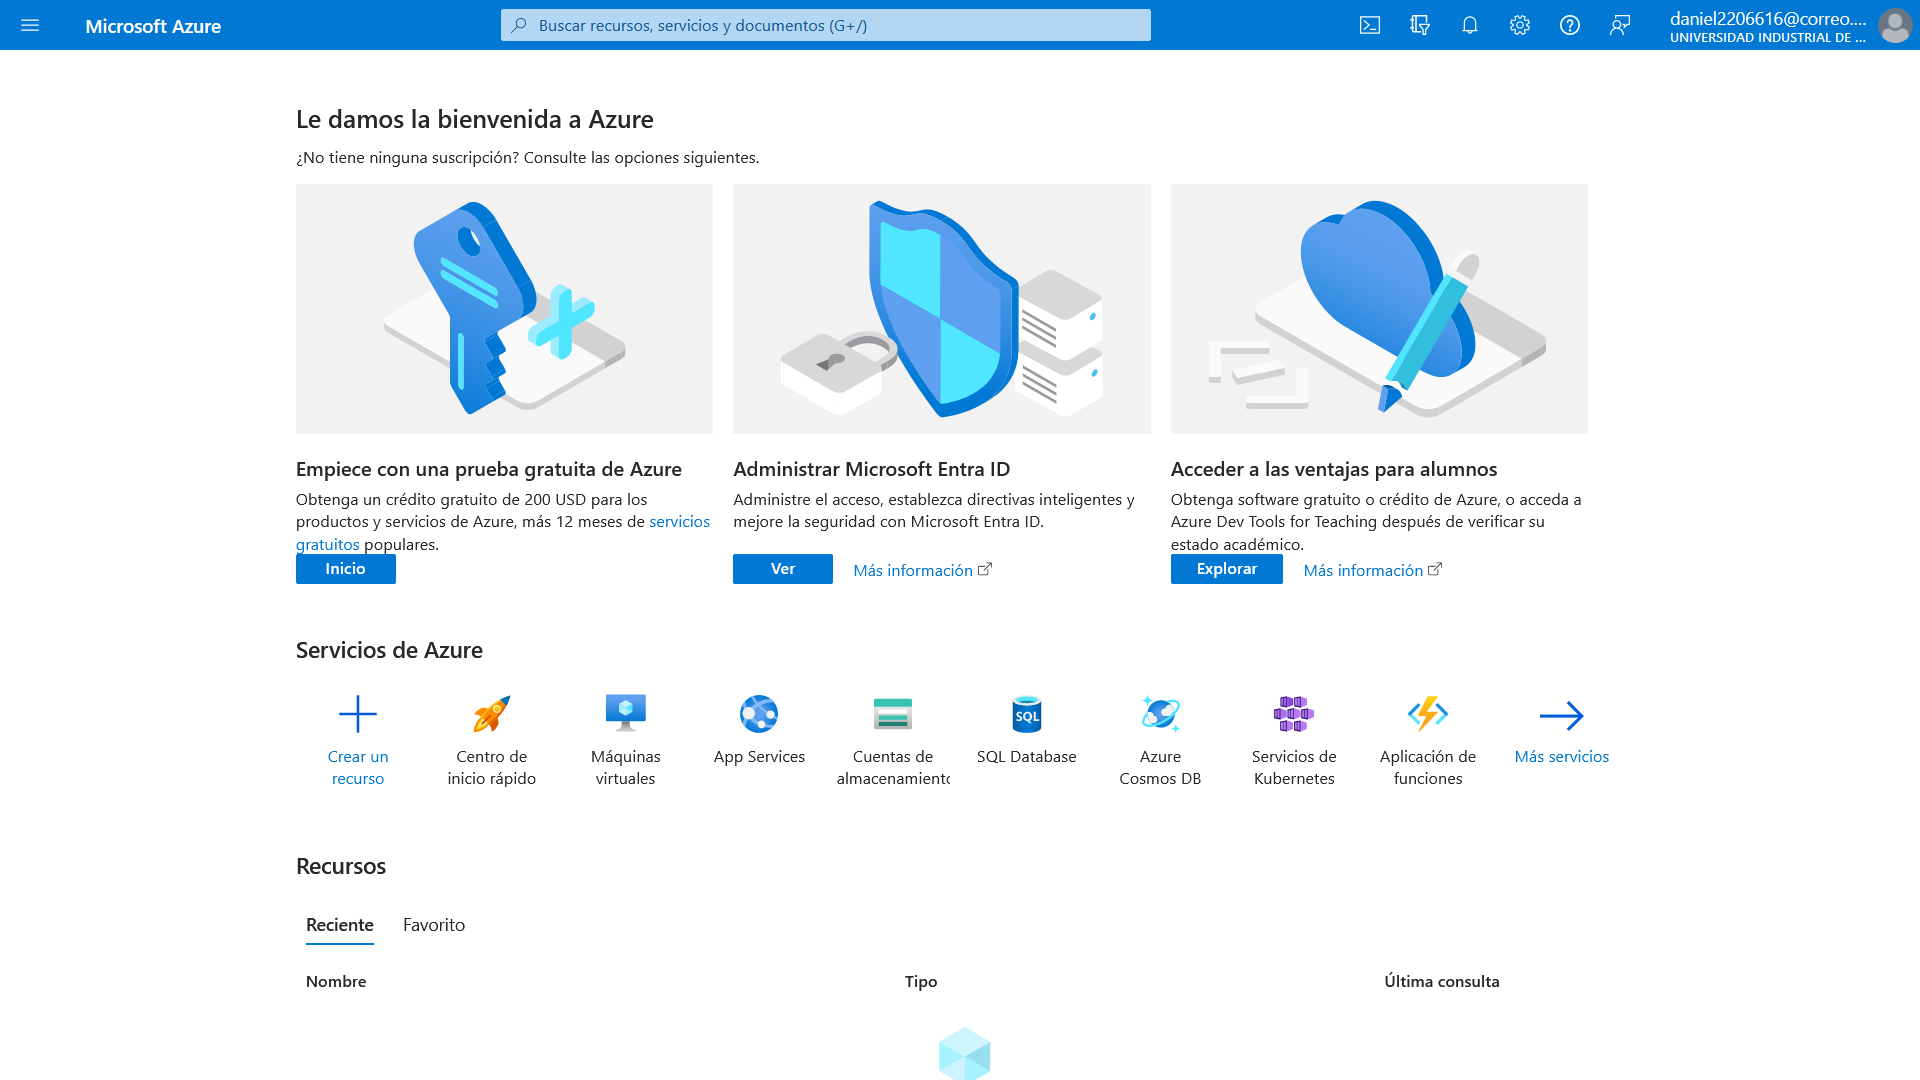 Microsoft Azure
Buscar recursos, servicios y documentos (G+/)
daniel2206616@correo....
UNIVERSIDAD INDUSTRIAL DE ...
Le damos la bienvenida a Azure
¿No tiene ninguna suscripción? Consulte las opciones siguientes.
Empiece con una prueba gratuita de Azure
Obtenga un crédito gratuito de 200 USD para los
productos y servicios de Azure, más 12 meses de servicios
gratuitos populares.
Inicio
Administrar Microsoft Entra ID
Administre el acceso, establezca directivas inteligentes y
mejore la seguridad con Microsoft Entra ID.
Ver
Más información
Acceder a las ventajas para alumnos
Obtenga software gratuito o crédito de Azure, o acceda a
Azure Dev Tools for Teaching después de verificar su
estado académico.
Explorar
Más información
Servicios de Azure
Crear un
recurso
Centro de
inicio rápido
Máquinas
virtuales
App Services
Cuentas de
almacenamiento
SQL
SQL Database
Azure
Cosmos DB
Servicios de
Kubernetes
Aplicación de
funciones
Más servicios
Recursos
Reciente
Favorito
Nombre
Tipo
Última consulta